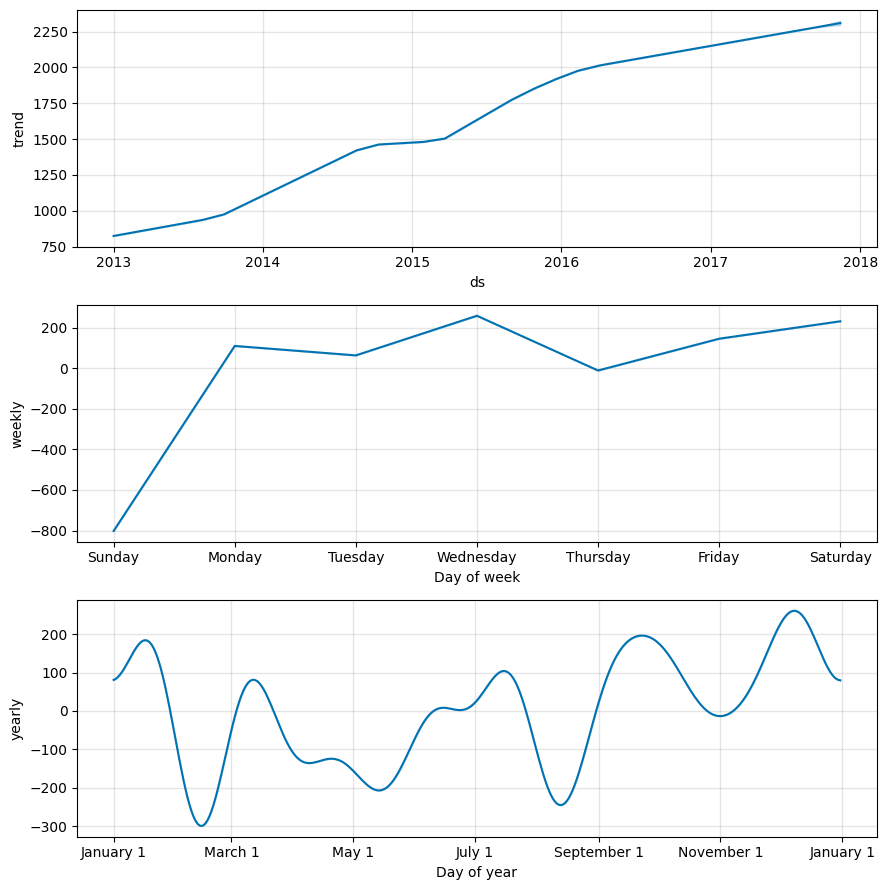 2250
2000
1750
1500
1250
1000
750
trend
2013 2014 2015 2016 2017 2018
ds
200
0
−200
−400
−600
−800
weekly
Sunday Monday Tuesday Wednesday Thursday Friday Saturday
Day of week
200
100
0
−100
−200
−300
yearly
January 1 March 1 May 1 July 1 September 1 November 1 January 1
Day of year